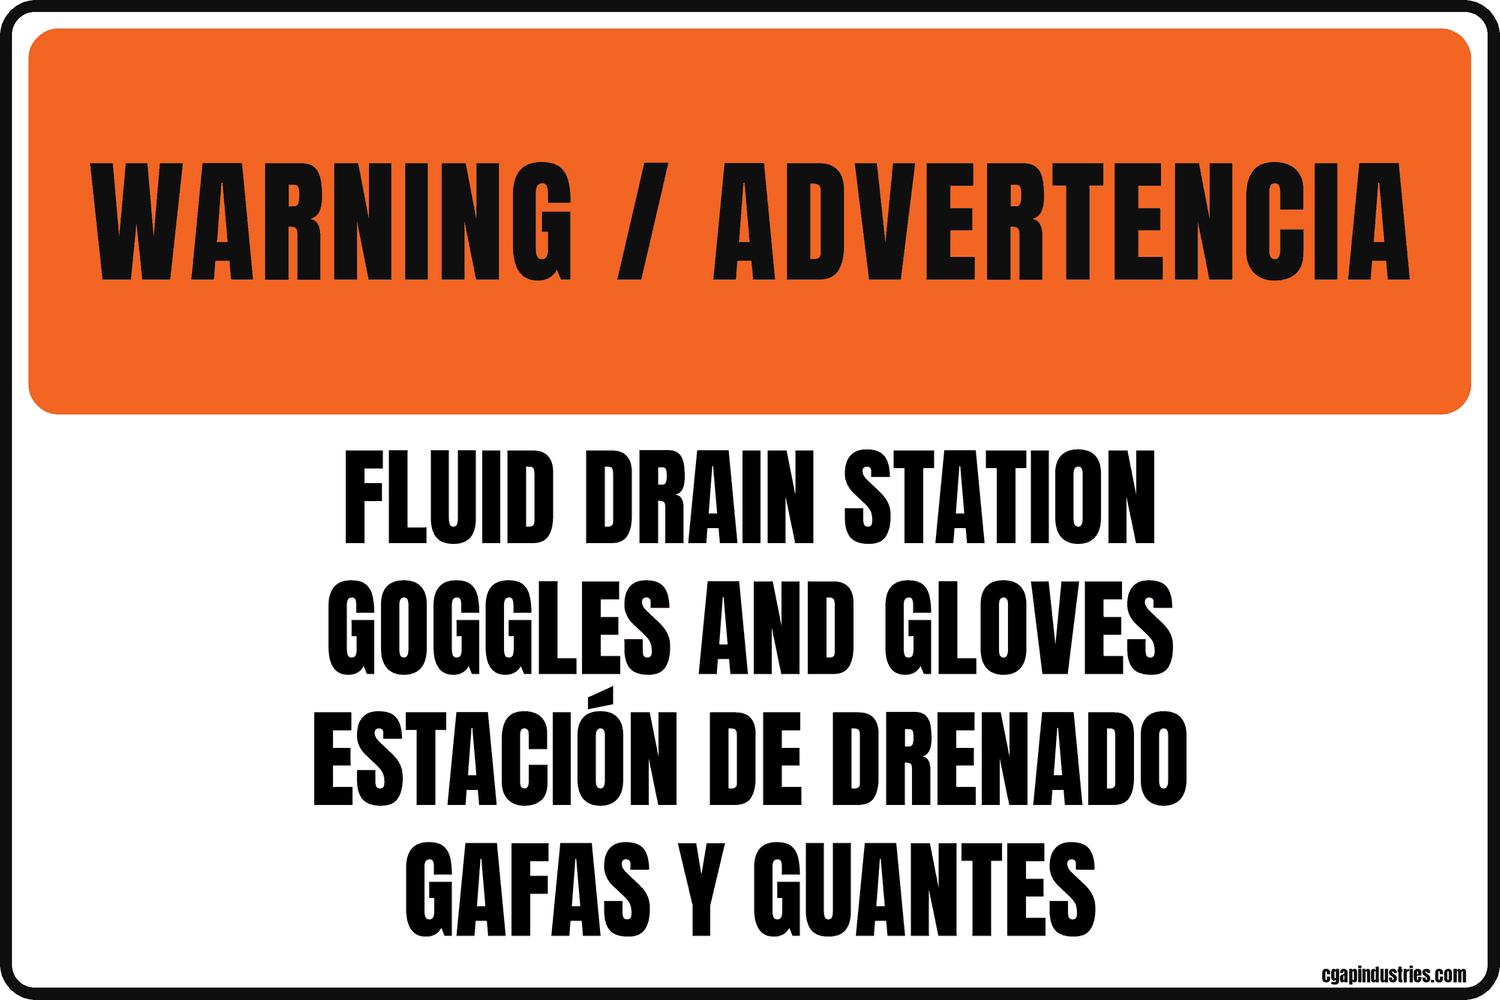 WARNING / ADVERTENCIA
FLUID DRAIN STATION
GOGGLES AND GLOVES
ESTACIÓN DE DRENADO
GAFAS Y GUANTES
cgapindustries.com